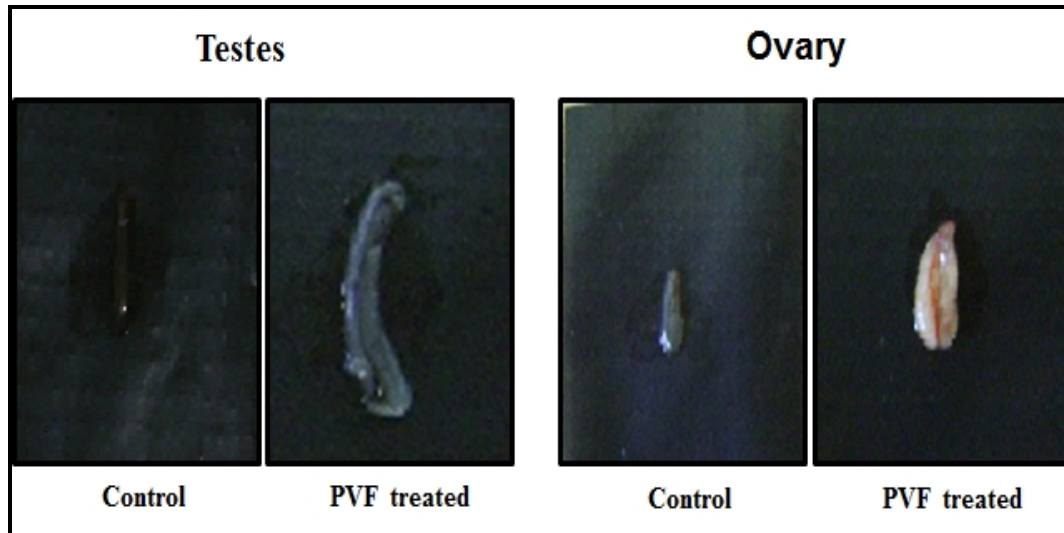 Testes
Ovary
Control
PVF treated
Control
PVF treated